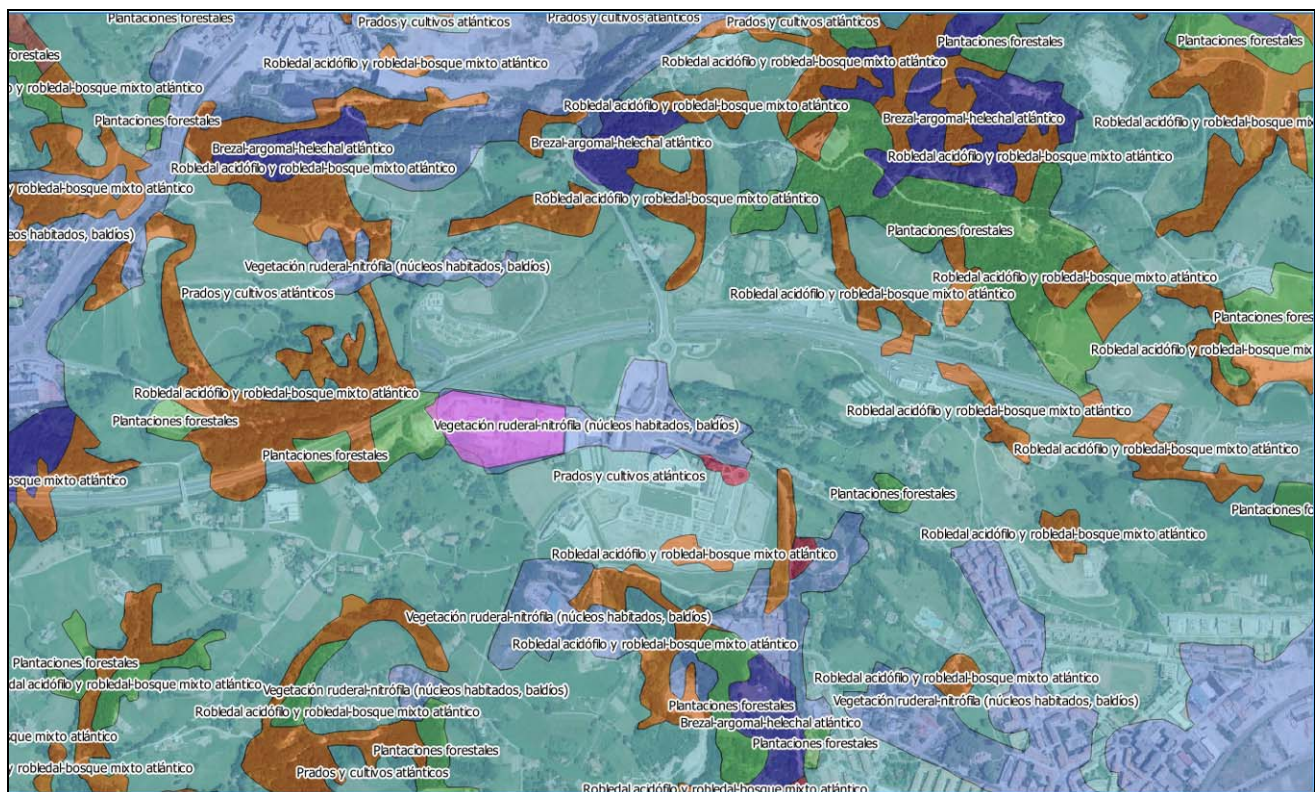 Plantaciones forestales
Prados y cultivos atlánticos
Prados y cultivos atlánticos
Prados y cultivos atlánticos
Plantaciones forestales
Plantaciones forestales
forestales
Robledal acidófilo y robledal-bosque mixto atlántico
Robledal acidófilo y robledal-bosque mixto atlántico
y robledal-bosque mixto atlántico
Robledal acidófilo y robledal-bosque mixto atlántico
Plantaciones forestales
Brezal-argomal-helechal atlántico
Robledal acidófilo y robledal-bosque mi
Brezal-argomal-helechal atlántico
Brezal-argomal-helechal atlántico
Robledal acidófilo y robledal-bosque mixto atlántico
Robledal acidófilo y robledal-bosque mixto atlántico
y robledal-bosque mixto atlántico
Robledal acidófilo y robledal-bosque mixto atlántico
Plantaciones forestales
eos habitados, baldíos)
Vegetación ruderal-nitrófila (núcleos habitados, baldíos)
Robledal acidófilo y robledal-bosque mixto atlántico
Prados y cultivos atlánticos
Robledal acidófilo y robledal-bosque mixto atlántico
Plantaciones fores
Robledal acidófilo y robledal-bosque mix
Robledal acidófilo y robledal-bosque mixto atlántico
Robledal acidófilo y robledal-bosque mixto atlántico
Plantaciones forestales
Vegetación ruderal-nitrófila (núcleos habitados, baldíos)
Plantaciones forestales
Robledal acidófilo y robledal-bosque mixto atlántico
Prados y cultivos atlánticos
osque mixto atlántico
Plantaciones forestales
Plantaciones fo
Robledal acidófilo y robledal-bosque mixto atlántico
Robledal acidófilo y robledal-bosque mixto atlántico
Vegetación ruderal-nitrófila (núcleos habitados, baldíos)
Robledal acidófilo y robledal-bosque mixto atlántico
Plantaciones forestales
Robledal acidófilo y robledal-bosque mixto atlántico
dal acidófilo y robledal-bosque mixto atlántico
Vegetación ruderal-nitrófila (núcleos habitados, baldíos)
Vegetación ruderal-nitrófila (núcleos habitados, baldíos)
Plantaciones forestales
Robledal acidófilo y robledal-bosque mixto atlántico
Brezal-argomal-helechal atlántico
sque mixto atlántico
Plantaciones forestales
Plantaciones forestales
y robledal-bosque mixto atlántico
Prados y cultivos atlánticos
Robledal acidófilo y robledal-bosque mixto atlántico